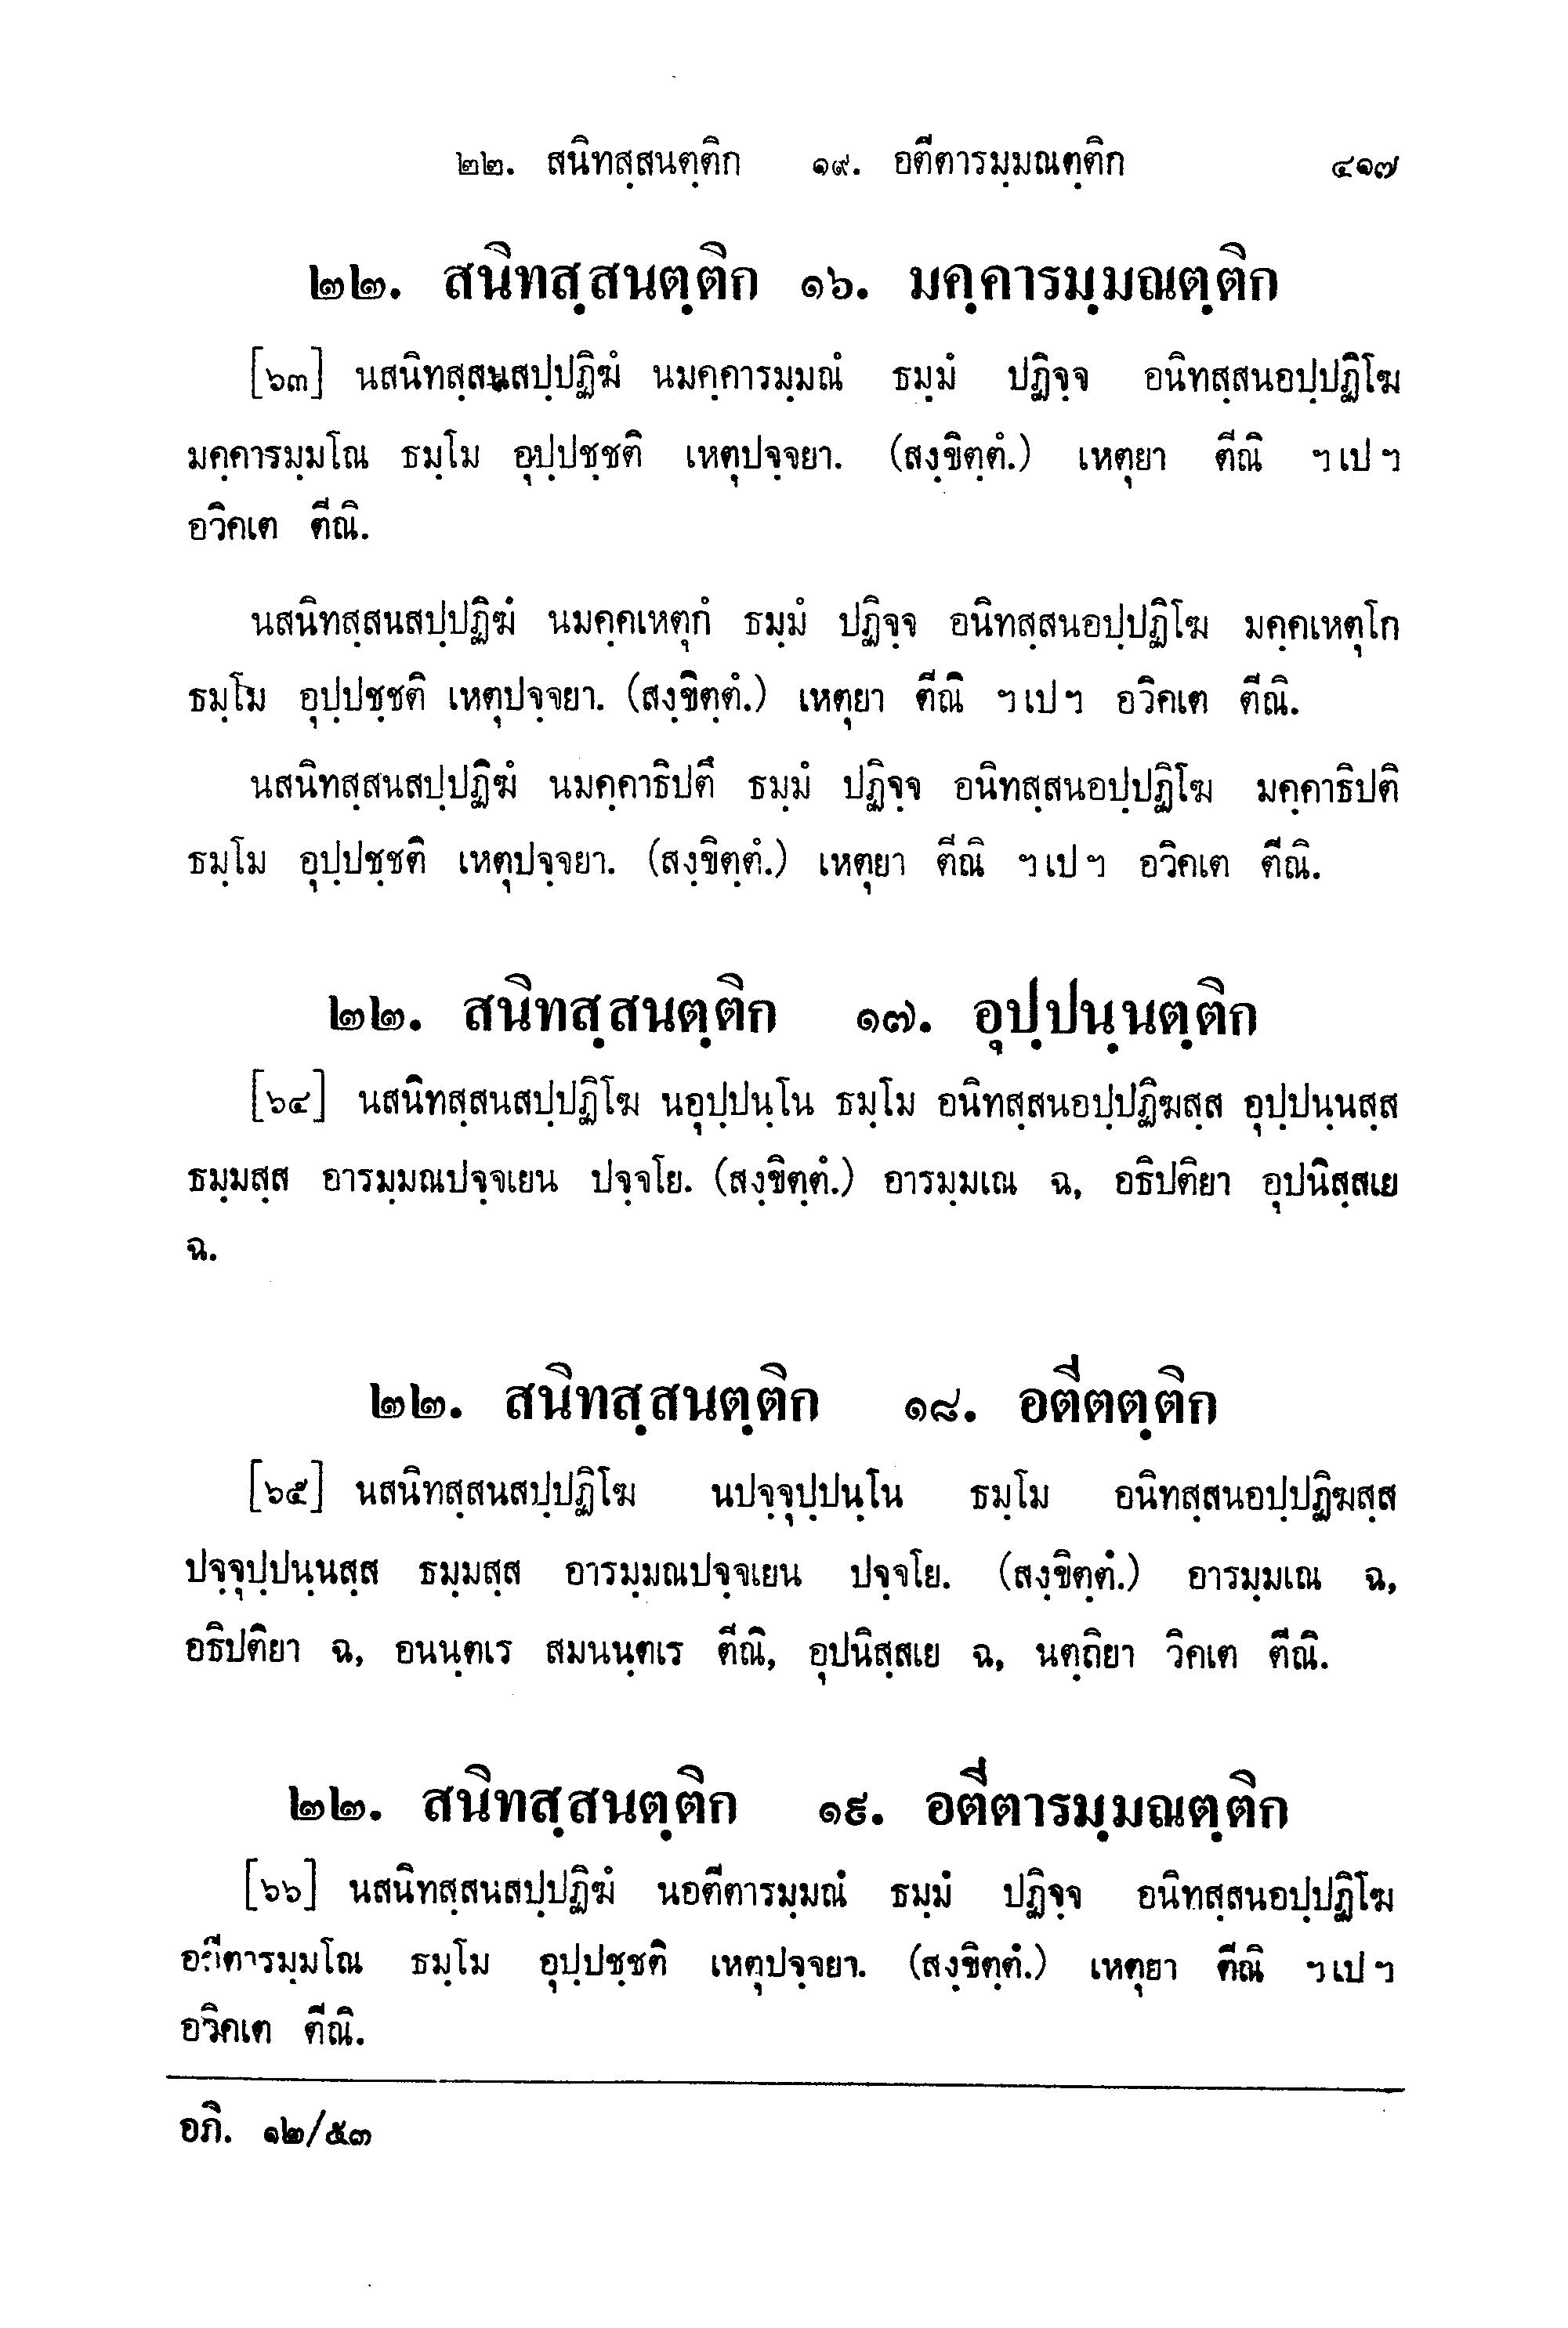 ๒๒. สนิทสฺสนตฺติก ๑๙. อตีตารมฺมณตฺติก ๔๑๗
๒๒. สนิทสฺสนตฺติก ๑๖. มคฺคารมฺมณตฺติก
[๖๓] นสนิทสฺสนสปฺปฏิฆํ นมคฺคารมฺมณํ ธมฺมํ ปฏิจฺจ อนิทสฺสนอปฺปฏิโฆ
มคฺคารมฺมโณ ธมฺโม อุปฺปชฺชติ เหตุปจฺจยา. (สงฺขิตฺตํ.) เหตุยา ตีณิ ฯ เป ฯ
อวิคเต ตีณิ.
นสนิทสฺสนสปฺปฏิฆํ นมคฺคเหตุกํ ธมฺมํ ปฏิจฺจ อนิทสฺสนอปฺปฏิโฆ มคฺคเหตุโก
ธมฺโม อุปฺปชฺชติ เหตุปจฺจยา. (สงฺขิตฺตํ.) เหตุยา ตีณิ ฯ เป ฯ อวิคเต ตีณิ.
นสนิทสฺสนสปฺปฏิฆํ นมคฺคาธิปตึ ธมฺมํ ปฏิจฺจ อนิทสฺสนอปฺปฏิโฆ มคฺคาธิปติ
ธมฺโม อุปฺปชฺชติ เหตุปจฺจยา. (สงฺขิตฺตํ.) เหตุยา ตีณิ ฯ เป ฯ อวิคเต ตีณิ.
๒๒. สนิทสฺสนตฺติก ๑๗. อุปฺปนฺนตฺติก
[๖๔] นสนิทสฺสนสปฺปฏิโฆ นอุปฺปนฺโน ธมฺโม อนิทสฺสนอปฺปฏิฆสฺส อุปฺปนฺนสฺส
ธมฺมสฺส อารมฺมณปจฺจเยน ปจฺจโย. (สงฺขิตฺตํ.) อารมฺมเณ ฉ, อธิปติยา อุปนิสฺสเย
ฉ.
๒๒. สนิทสฺสนตฺติก ๑๘. อตีตตฺติก
[๖๕] นสนิทสฺสนสปฺปฏิโฆ นปจฺจุปฺปนฺโน ธมฺโม อนิทสฺสนอปฺปฏิฆสฺส
ปจฺจุปฺปนฺนสฺส ธมฺมสฺส อารมฺมณปจฺจเยน ปจฺจโย. (สงฺขิตฺตํ.) อารมฺมเณ ฉ,
อธิปติยา ฉ, อนนฺตเร สมนนฺตเร ตีณิ, อุปนิสฺสเย ฉ, นตฺถิยา วิคเต ตีณิ.
๒๒. สนิทสฺสนตฺติก ๑๙. อตีตารมฺมณตฺติก
[๖๖] นสนิทสฺสนสปฺปฏิฆํ นอตีตารมฺมณํ ธมฺมํ ปฏิจฺจ อนิทสฺสนอปฺปฏิโฆ
อตีตารมฺมโณ ธมฺโม อุปฺปชฺชติ เหตุปจฺจยา. (สงฺขิตฺตํ.) เหตุยา ตีณิ ฯ เป ฯ
อวิคเต ตีณิ.
อภิ. ๑๒/๕๓